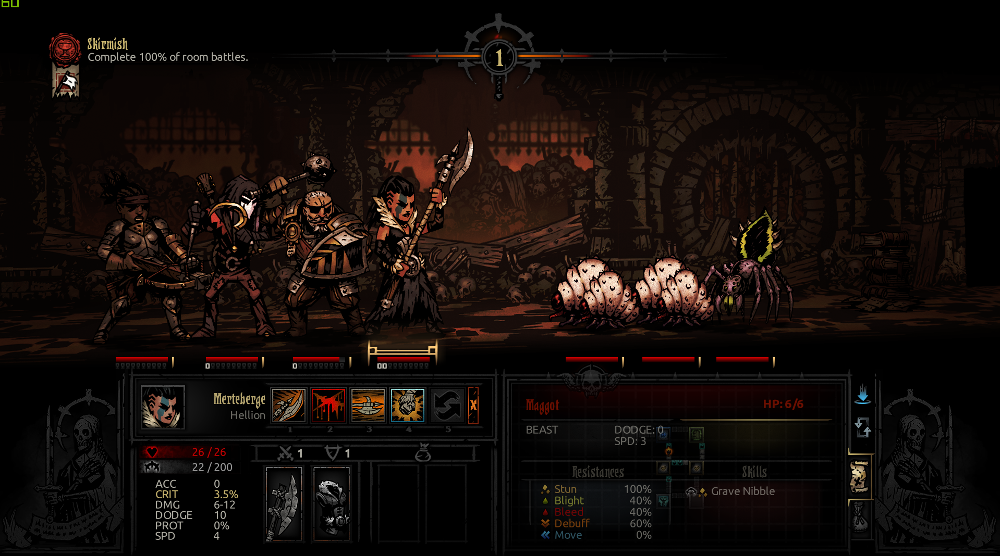 60
Skirmish
Complete 100% of room battles.
1
Merteberge
Hellion
1 2 3 4 5
26 / 26
22 / 200
1 1
ACC 0
CRIT 3.5%
DMG 6-12
DODGE 10
PROT 0%
SPD 4
Maggot
HP: 6/6
BEAST
DODGE: 0
SPD: 3
Resistances
Skills
Stun 100%
Grave Nibble
Blight 40%
Bleed 40%
Debuff 60%
Move 0%